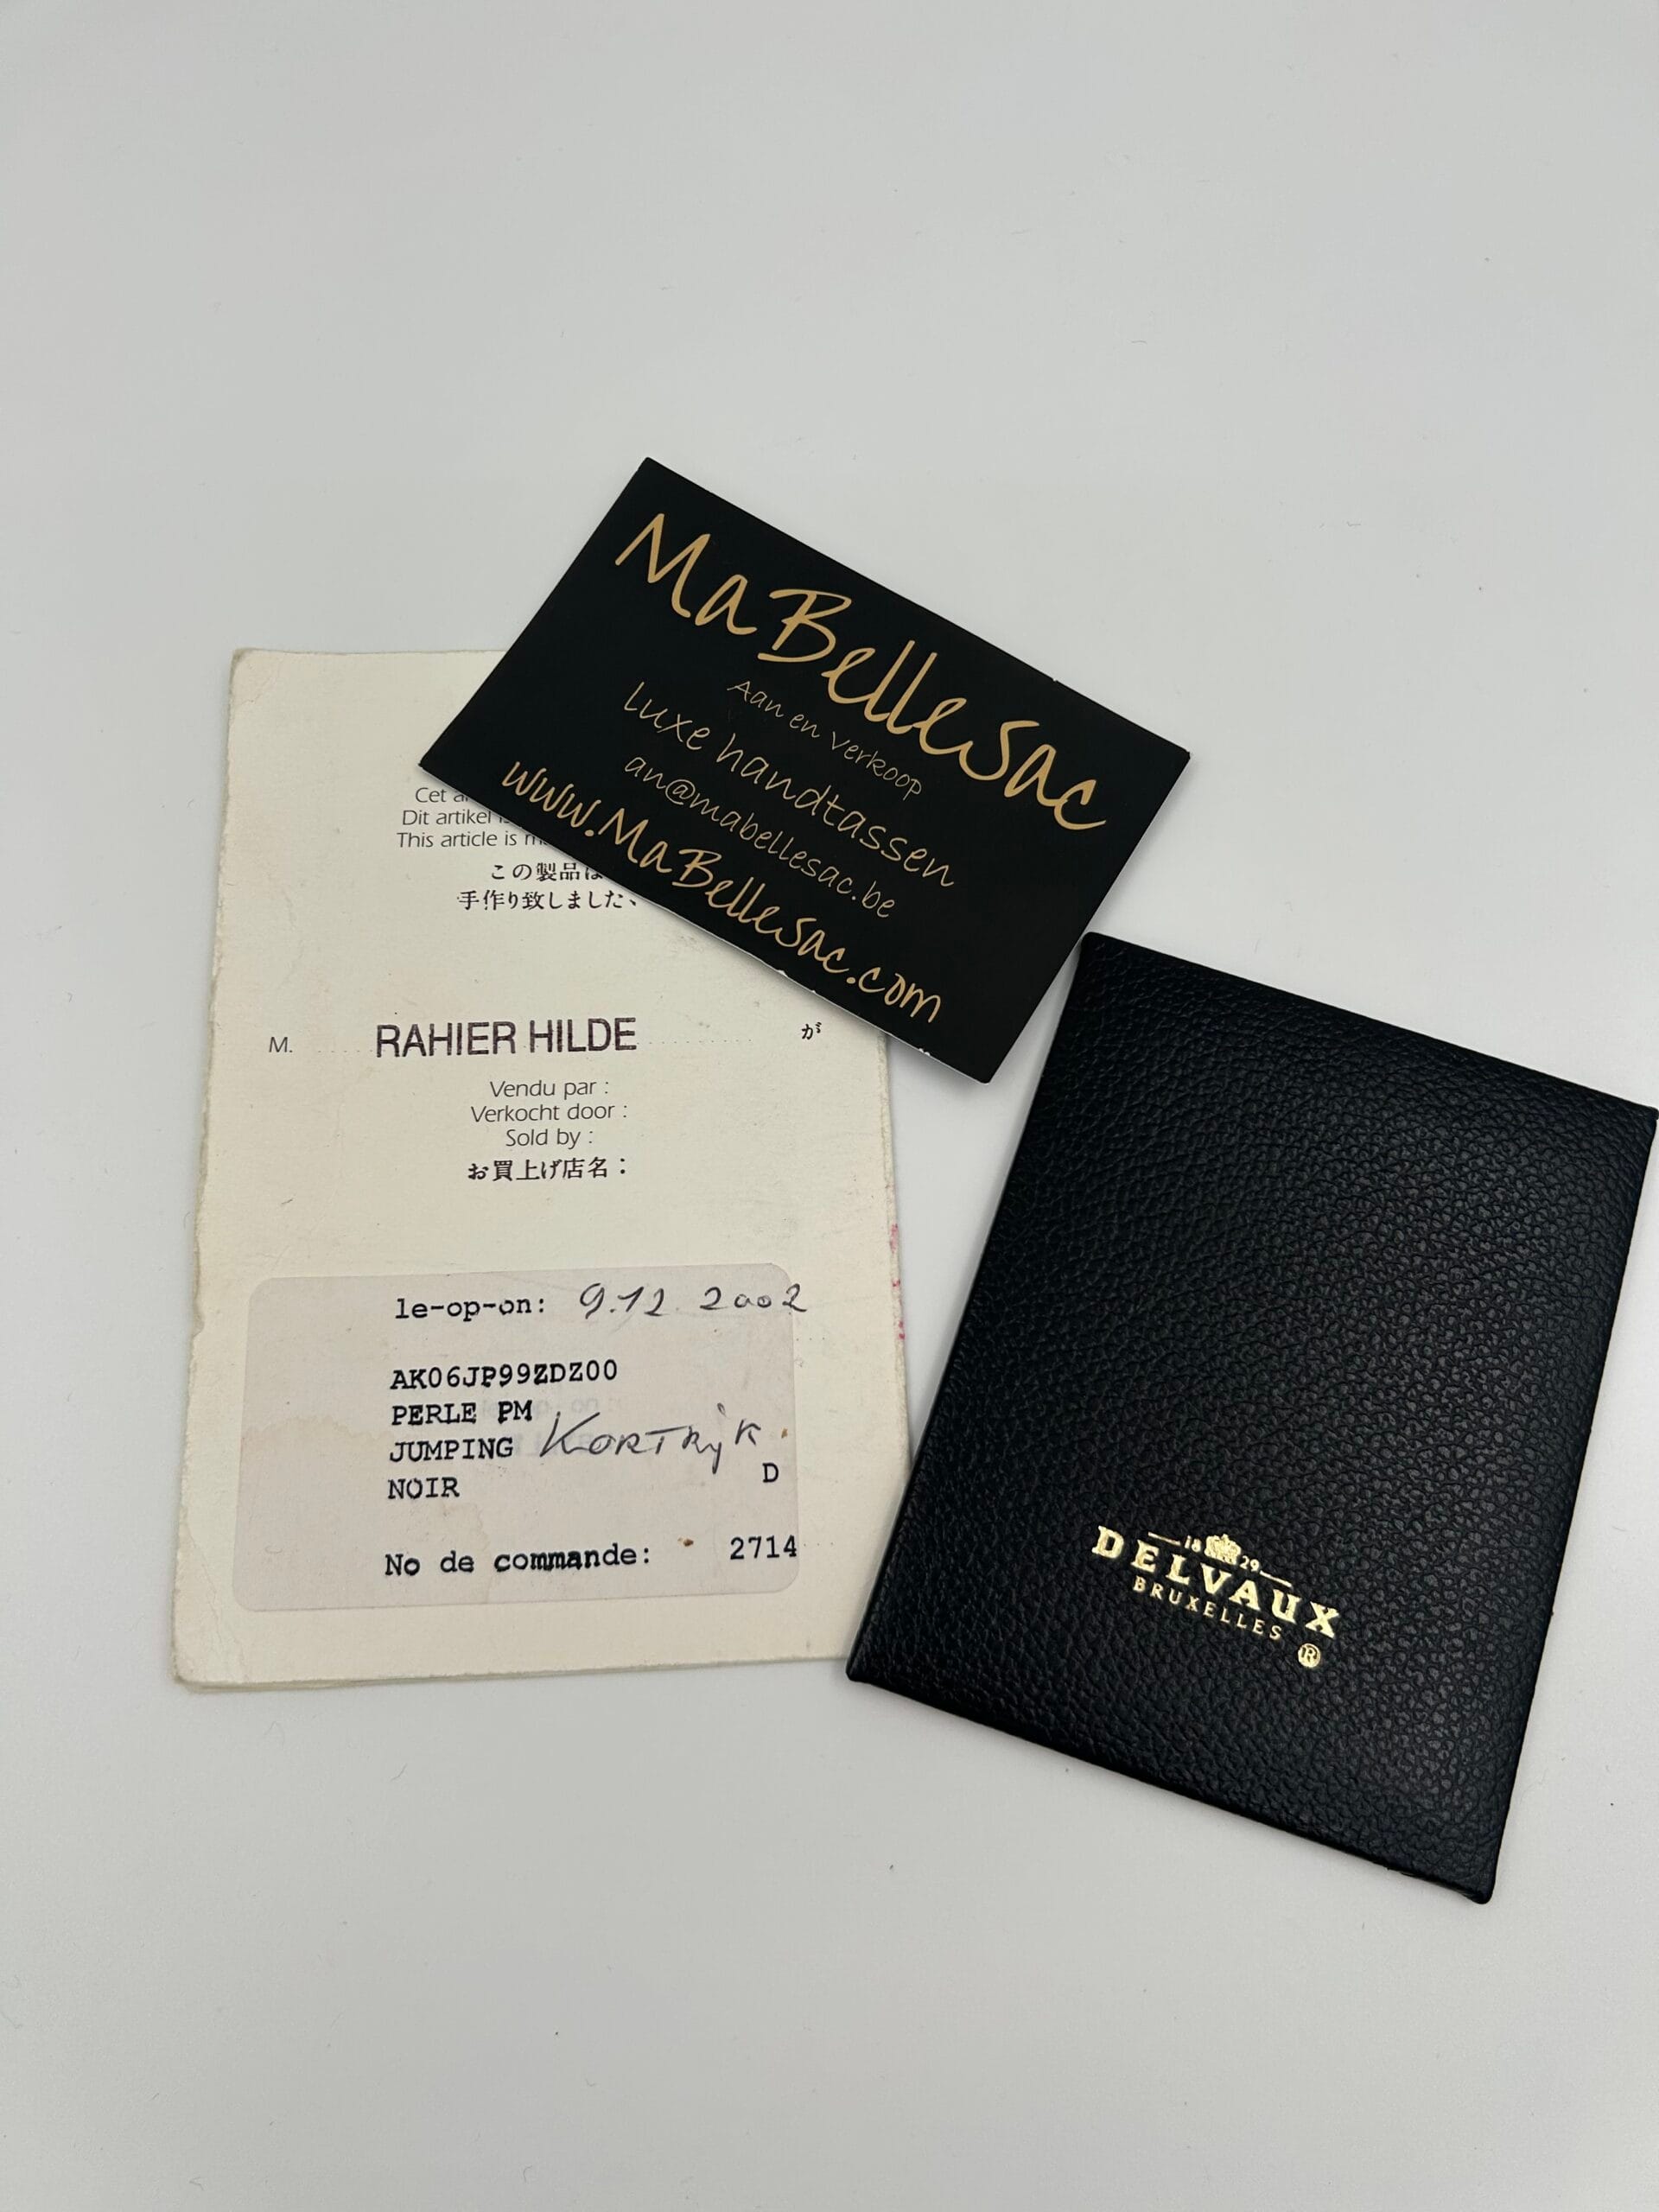 MaBellesac
Aan en verkoop
luxe handtassen
an@mabellesac.be
www.MaBellesac.com
Cet
Dit artikel
This article is
この製品は
手作り致しました、
M. RAHIER HILDE が
Vendu par :
Verkocht door :
Sold by :
お買上げ店名：
le-op-on: 9.12.2002
AK06JP99ZDZ00
PERLE PM
JUMPING Kortrijk
NOIR D
No de commande: 2714
18 29
DELVAUX
BRUXELLES
®